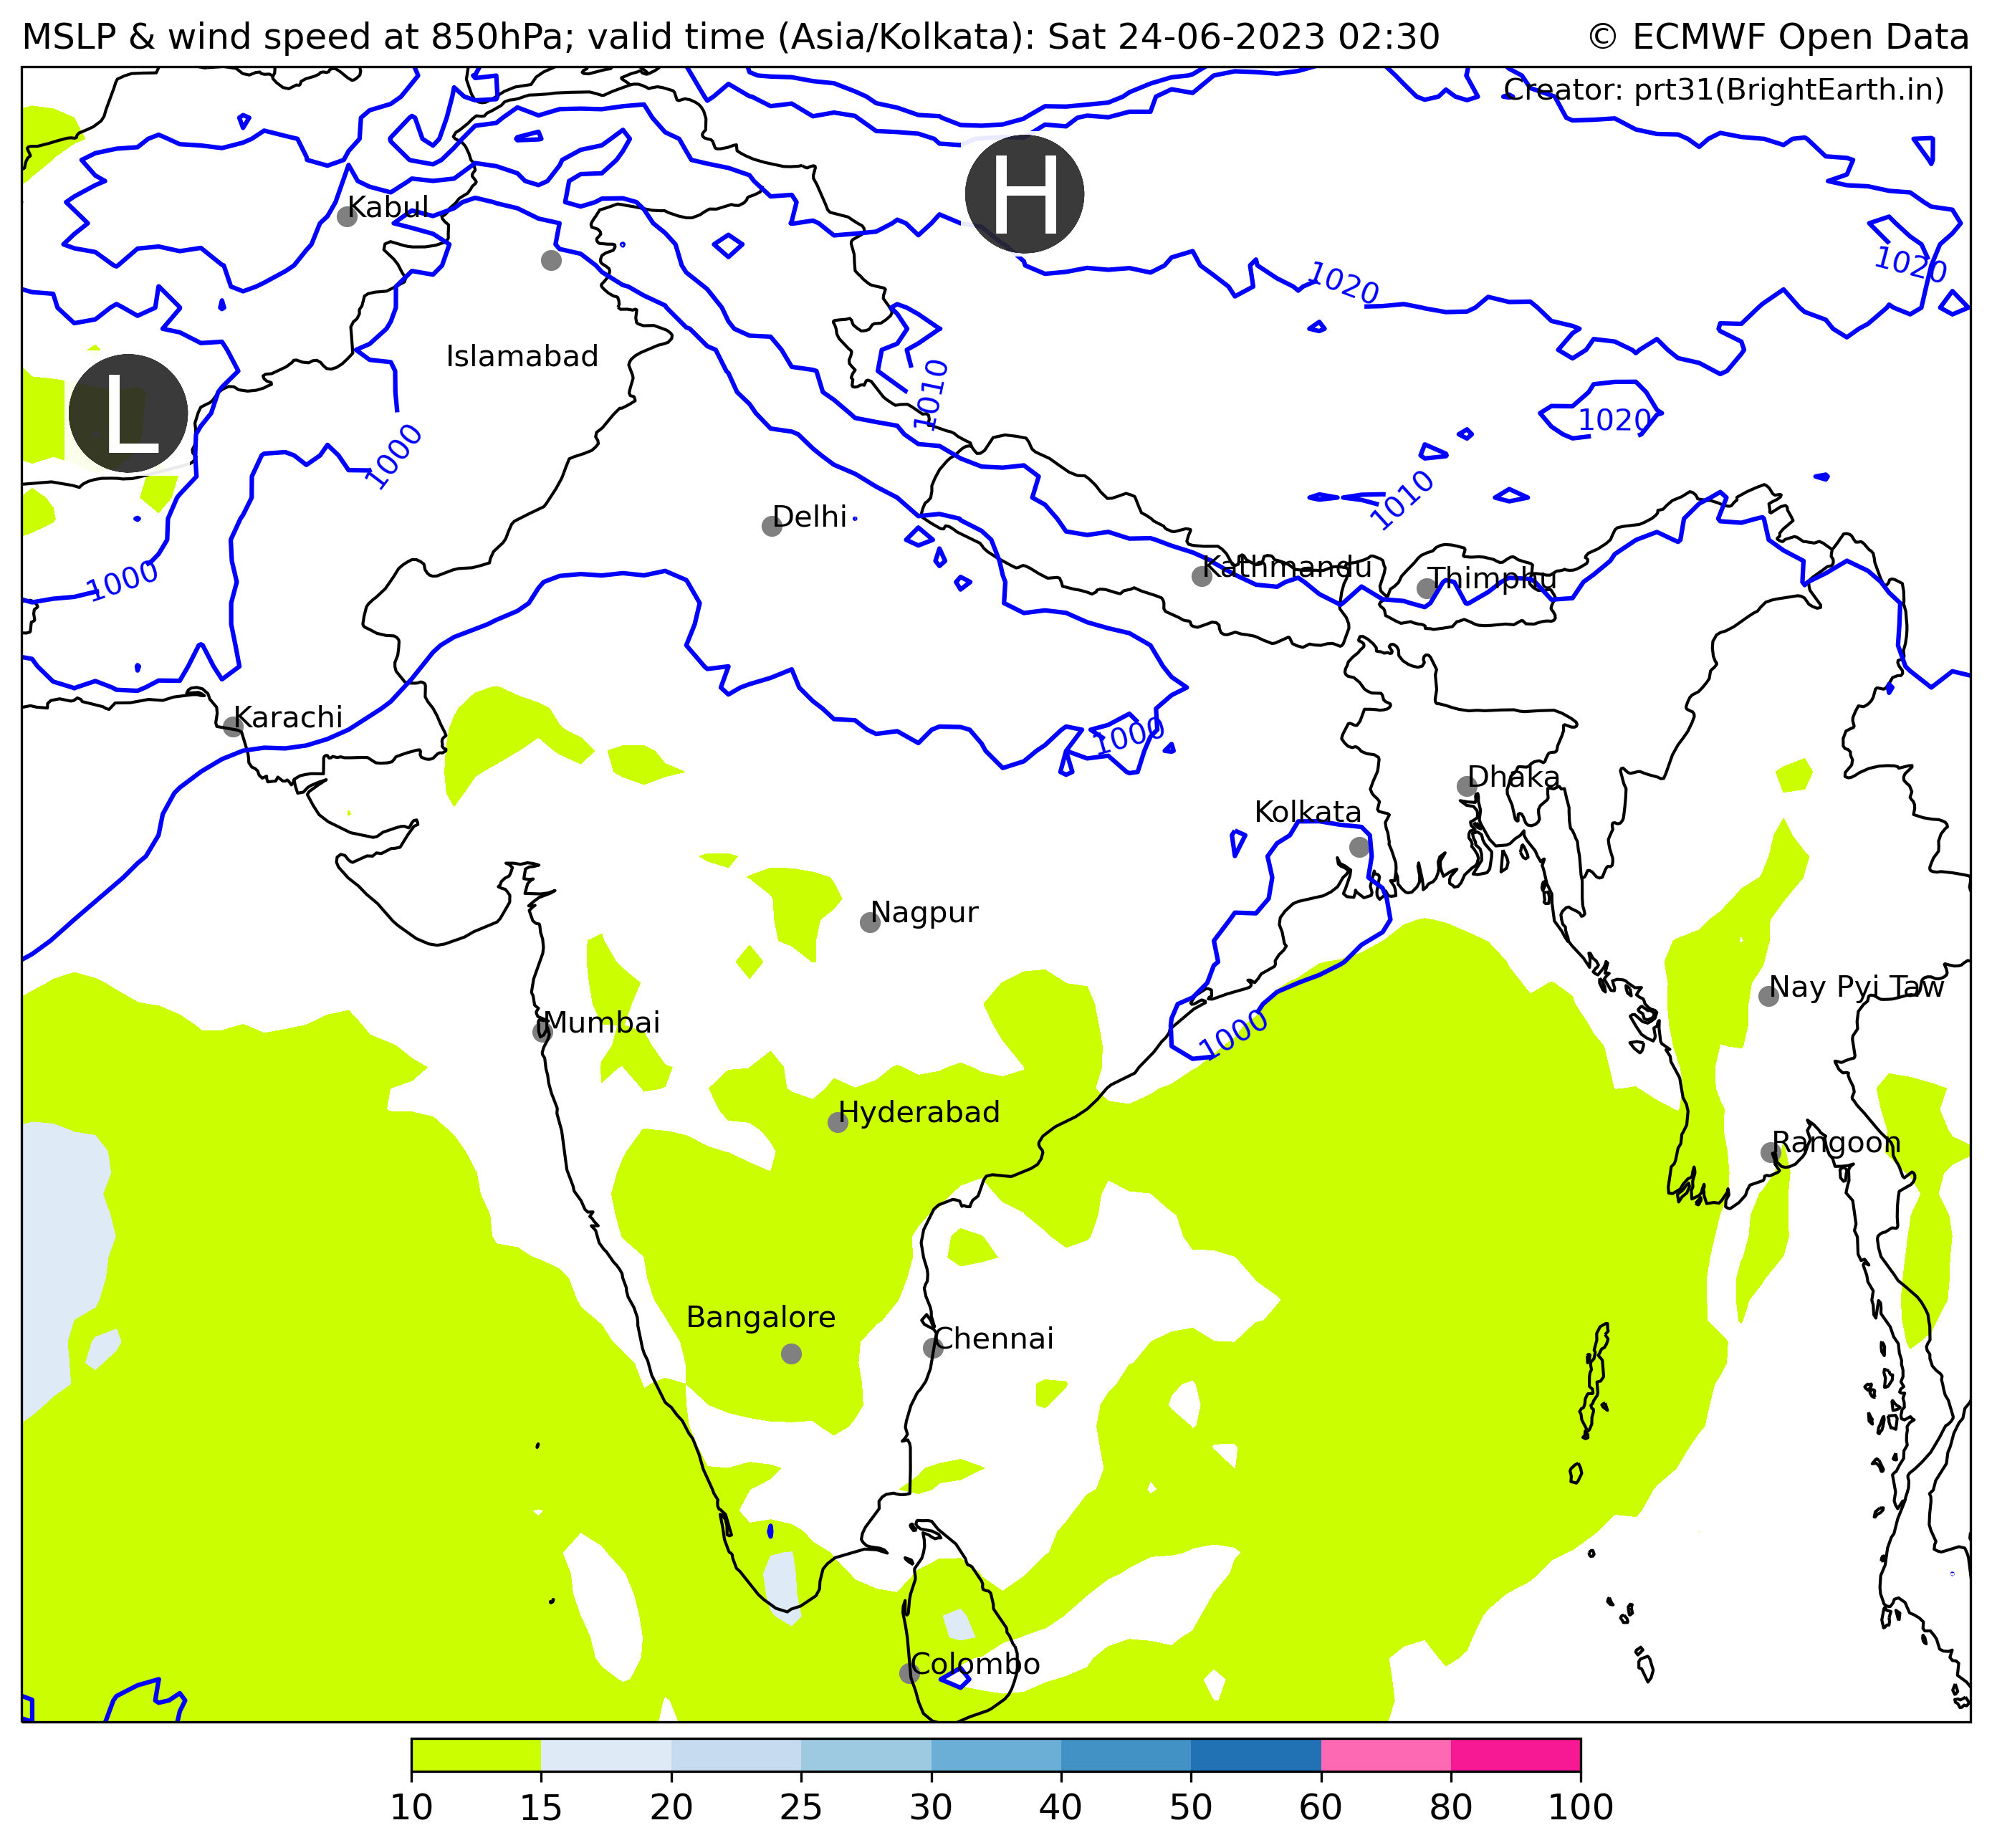 MSLP & wind speed at 850hPa; valid time (Asia/Kolkata): Sat 24-06-2023 02:30
© ECMWF Open Data
Creator: prt31(BrightEarth.in)
H
Kabul
1020
1020
Islamabad
L
1010
1020
1000
1010
Delhi
1000
Kathmandu
Thimphu
Karachi
1000
Dhaka
Kolkata
Nagpur
Nay Pyi Taw
Mumbai
1000
Hyderabad
Rangoon
Bangalore
Chennai
Colombo
10 15 20 25 30 40 50 60 80 100